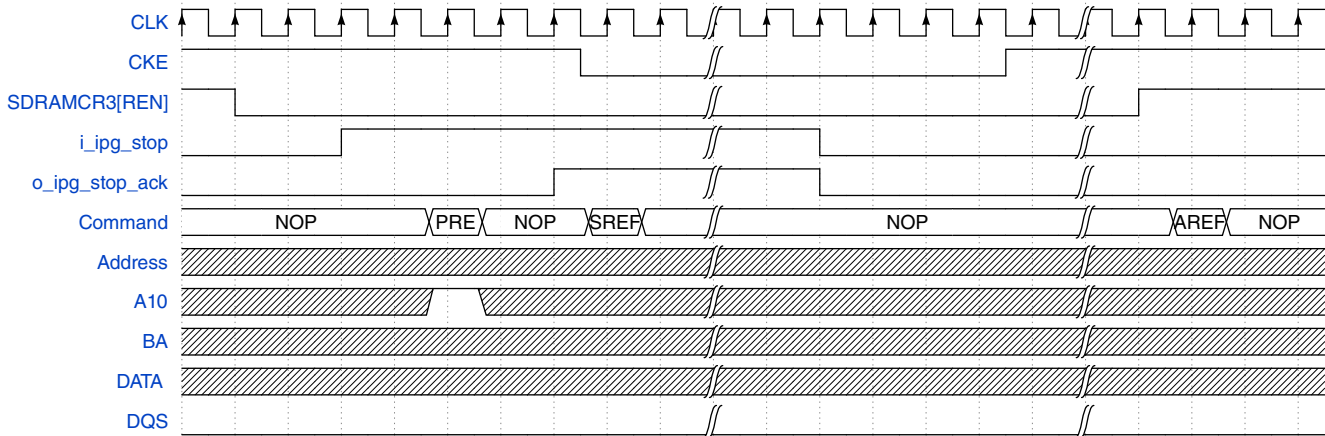 CLK
CKE
SDRAMCR3[REN]
i_ipg_stop
o_ipg_stop_ack
Command NOP PRE NOP SREF NOP AREF NOP
Address
A10
BA
DATA
DQS